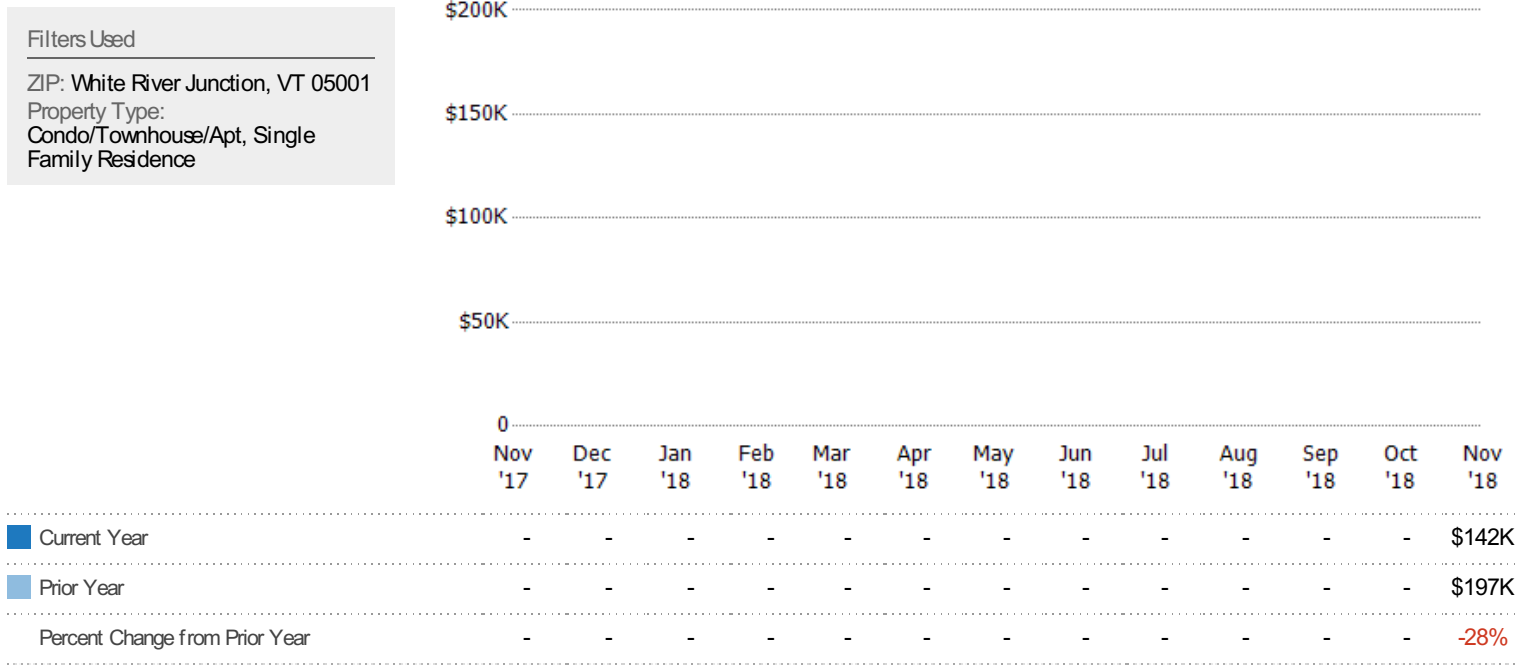 Filters Used
ZIP: White River Junction, VT 05001
Property Type:
Condo/Townhouse/Apt, Single
Family Residence
$200K
$150K
$100K
$50K
0
Nov Dec Jan Feb Mar Apr May Jun Jul Aug Sep Oct Nov
'17 '17 '18 '18 '18 '18 '18 '18 '18 '18 '18 '18 '18
Current Year - - - - - - - - - - - - $142K
Prior Year - - - - - - - - - - - - $197K
Percent Change from Prior Year - - - - - - - - - - - - -28%